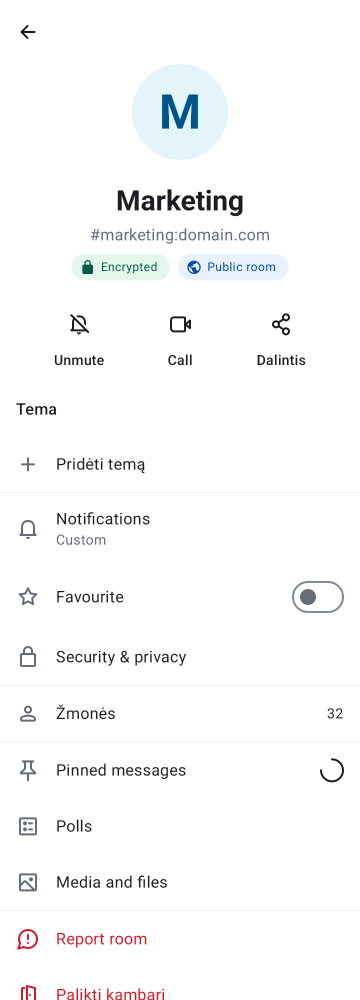 M
Marketing
#marketing:domain.com
Encrypted
Public room
Unmute
Call
Dalintis
Tema
Pridėti temą
Notifications
Custom
Favourite
Security & privacy
Žmonės
32
Pinned messages
Polls
Media and files
Report room
Palikti kambarį